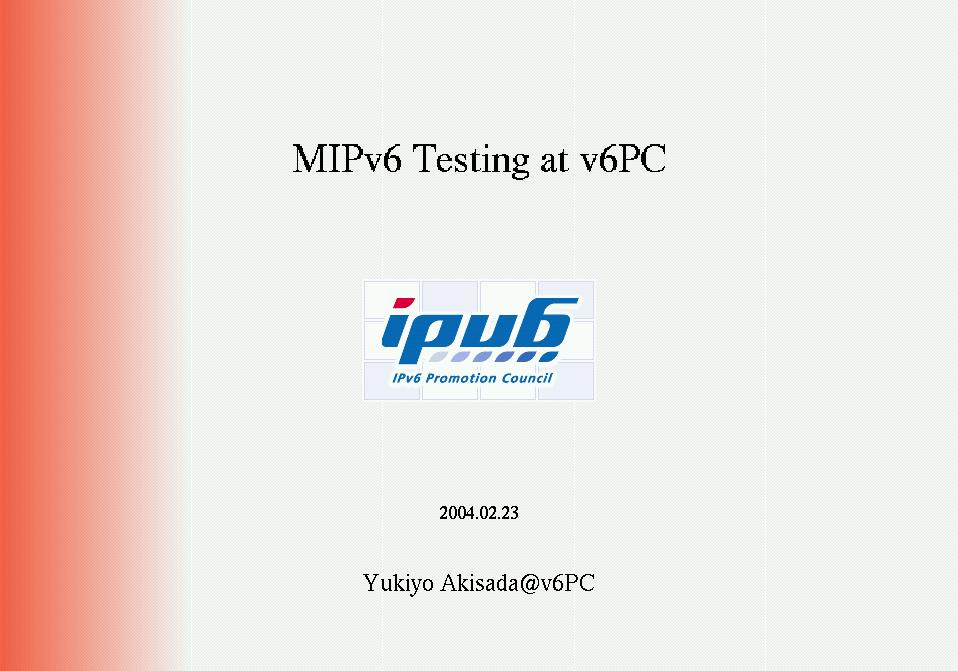 MIPv6 Testing at v6PC
ipv6
IPv6 Promotion Council
2004.02.23
Yukiyo Akisada@v6PC